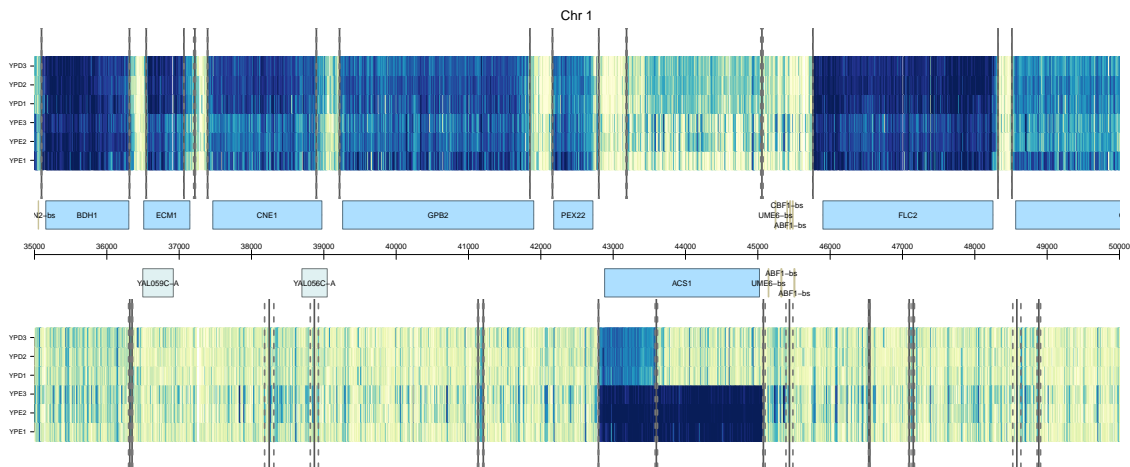 Chr 1
YPD3
YPD2
YPD1
YPE3
YPE2
YPE1
N2−bs
BDH1
ECM1
CNE1
GPB2
PEX22
CBF1−bs
UME6−bs
ABF1−bs
FLC2
35000 36000 37000 38000 39000 40000 41000 42000 43000 44000 45000 46000 47000 48000 49000 50000
YAL059C−A
YAL056C−A
ACS1
ABF1−bs
UME6−bs
ABF1−bs
YPD3
YPD2
YPD1
YPE3
YPE2
YPE1